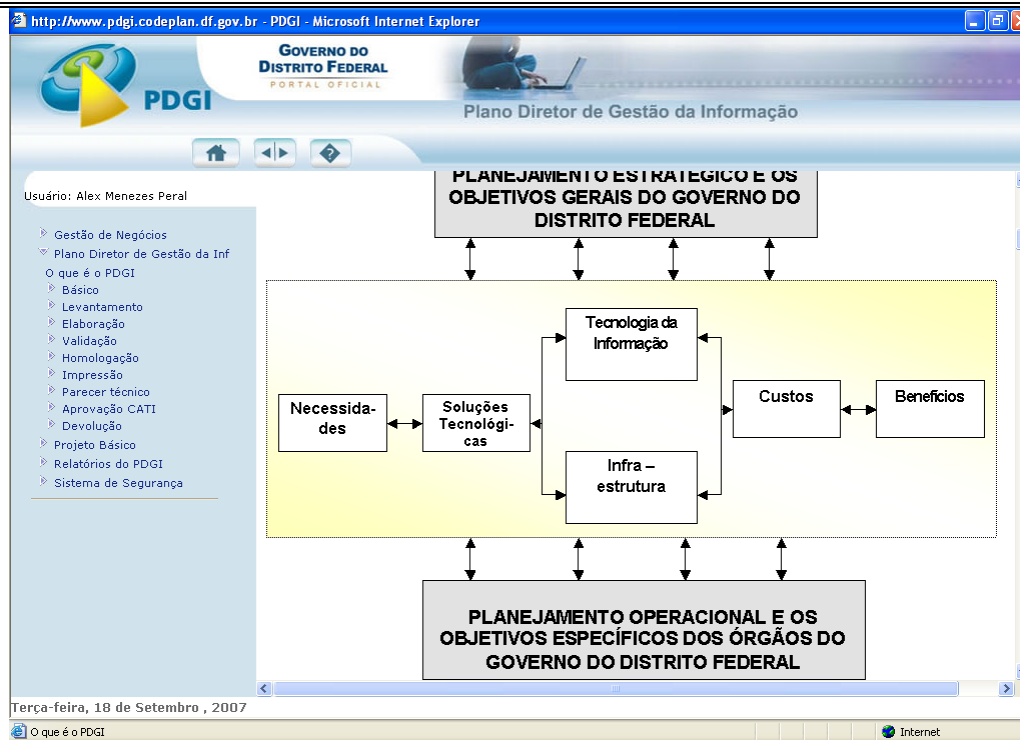 http://www.pdgi.codeplan.df.gov.br - PDGI - Microsoft Internet Explorer
PDGI
GOVERNO DO
DISTRITO FEDERAL
PORTAL OFICIAL
Plano Diretor de Gestão da Informação
Usuário: Alex Menezes Peral
Gestão de Negócios
Plano Diretor de Gestão da Inf
O que é o PDGI
Básico
Levantamento
Elaboração
Validação
Homologação
Impressão
Parecer técnico
Aprovação CATI
Devolução
Projeto Básico
Relatórios do PDGI
Sistema de Segurança
PLANEJAMENTO ESTRATÉGICO E OS
OBJETIVOS GERAIS DO GOVERNO DO
DISTRITO FEDERAL
Necessida-
des
Soluções
Tecnológi-
cas
Tecnologia da
Informação
Infra –
estrutura
Custos
Benefícios
PLANEJAMENTO OPERACIONAL E OS
OBJETIVOS ESPECÍFICOS DOS ÓRGÃOS DO
GOVERNO DO DISTRITO FEDERAL
Terça-feira, 18 de Setembro , 2007
O que é o PDGI
Internet